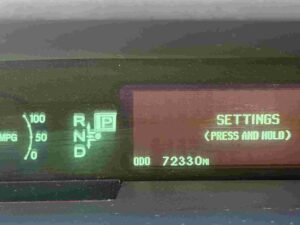 100
MPG 50
0
R
N
D
P
SETTINGS
(PRESS AND HOLD)
ODO 72330MI